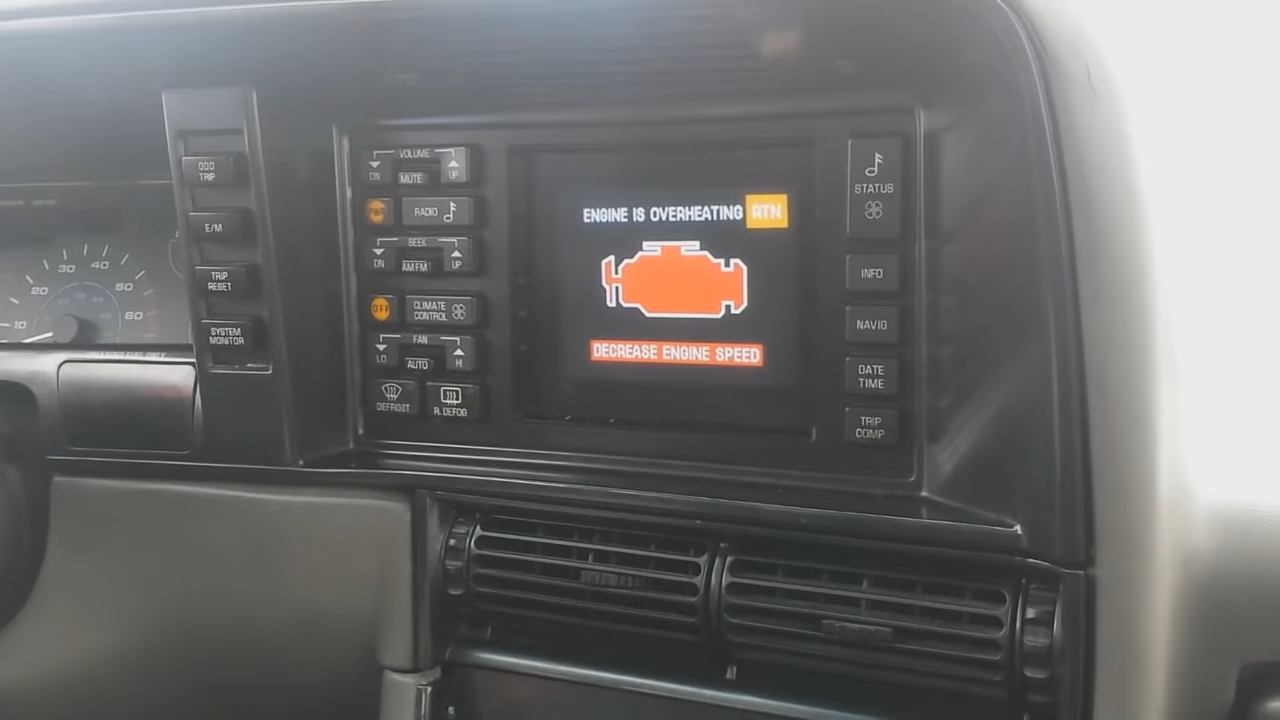 ODO
TRIP
E/M
TRIP
RESET
SYSTEM
MONITOR
10
20
30
40
50
60
VOLUME
DN
MUTE
UP
RADIO
SEEK
DN
AM FM
UP
OFF
CLIMATE
CONTROL
FAN
LO
AUTO
HI
DEFROST
R. DEFOG
ENGINE IS OVERHEATING RTN
DECREASE ENGINE SPEED
STATUS
INFO
NAVIG
DATE
TIME
TRIP
COMP